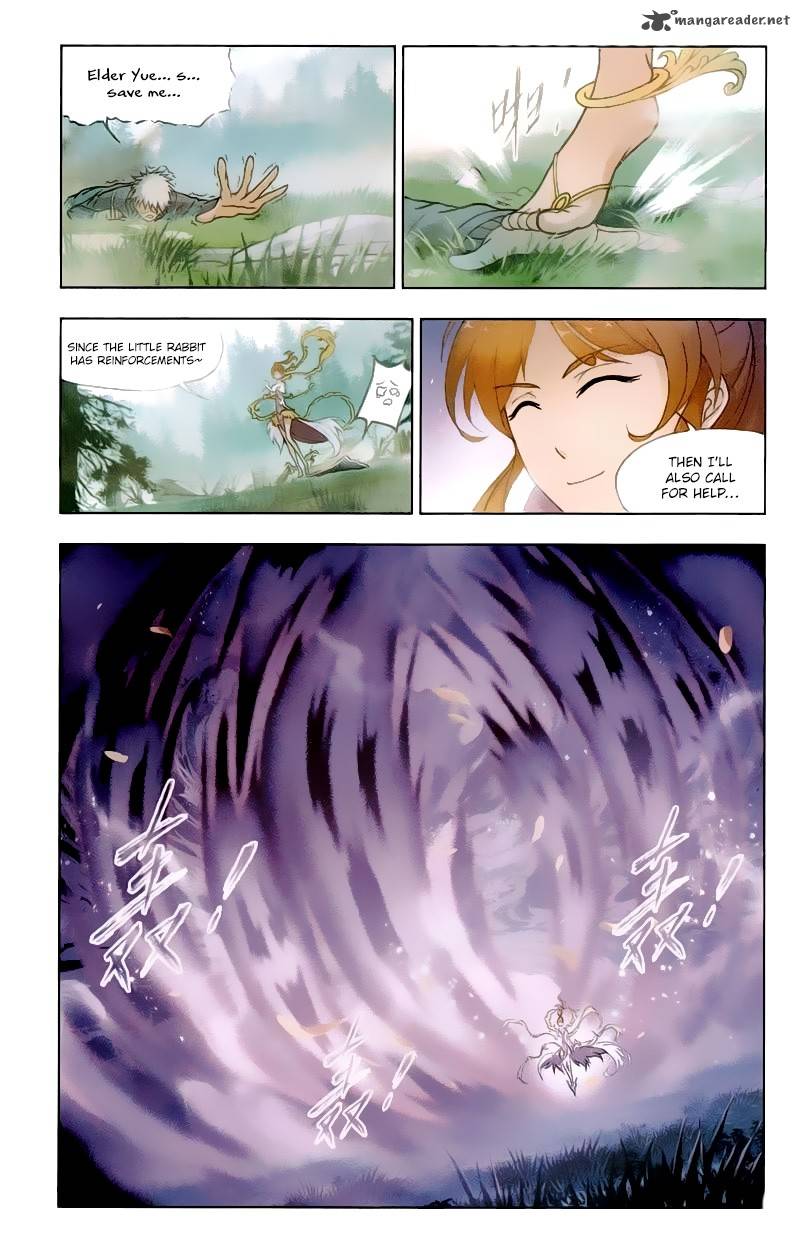 mangareader.net
Elder Yue... s...
save me...
SINCE THE LITTLE RABBIT
HAS REINFORCEMENTS~
THEN I'LL
ALSO CALL
FOR HELP...
轰!
轰!
轰!